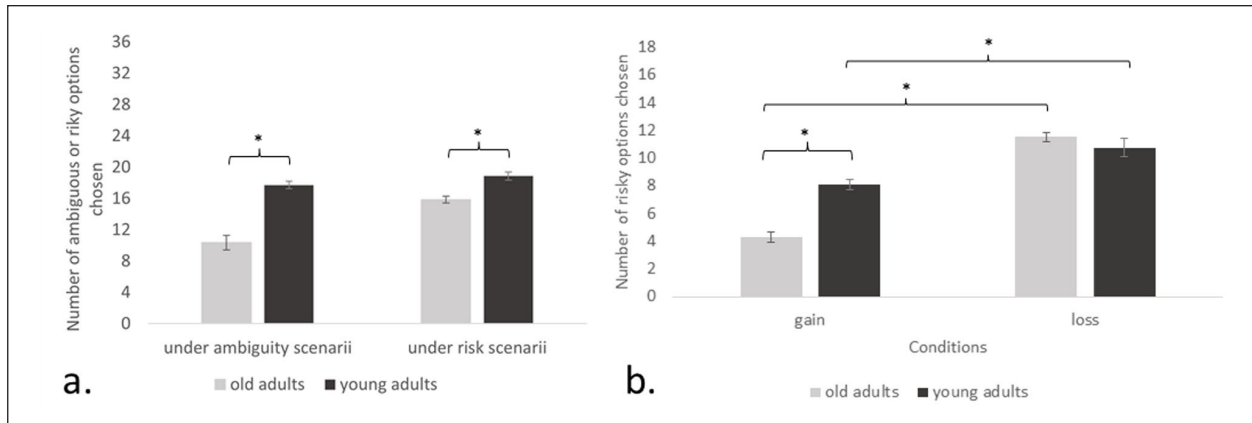 Number of ambiguous or riky options
chosen
36
32
28
24
20
16
12
8
4
0
*
*
under ambiguity scenarii
under risk scenarii
a.
old adults
young adults
Number of risky options chosen
18
16
14
12
10
8
6
4
2
0
*
*
*
gain
loss
Conditions
b.
old adults
young adults